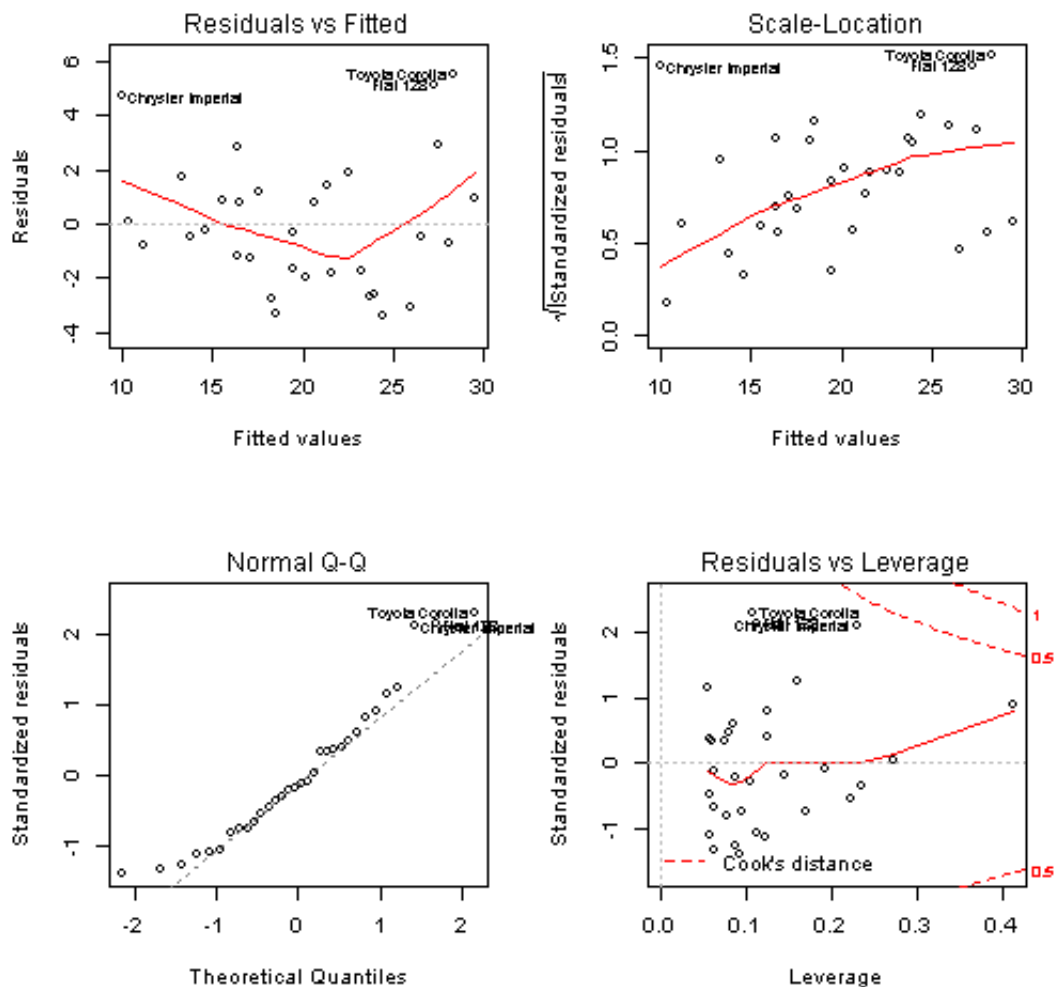 Residuals vs Fitted
6
4
2
0
-2
-4
Residuals
Toyota Corolla
Fiat 128
Chrysler Imperial
10 15 20 25 30
Fitted values
Scale-Location
1.5
1.0
0.5
0.0
√|Standardized residuals|
Toyota Corolla
Fiat 128
Chrysler Imperial
10 15 20 25 30
Fitted values
Normal Q-Q
2
1
0
-1
Standardized residuals
Toyota Corolla
Chrysler Imperial
-2 -1 0 1 2
Theoretical Quantiles
Residuals vs Leverage
2
1
0
-1
Standardized residuals
Toyota Corolla
Chrysler Imperial
1
0.5
0.5
Cook's distance
0.0 0.1 0.2 0.3 0.4
Leverage